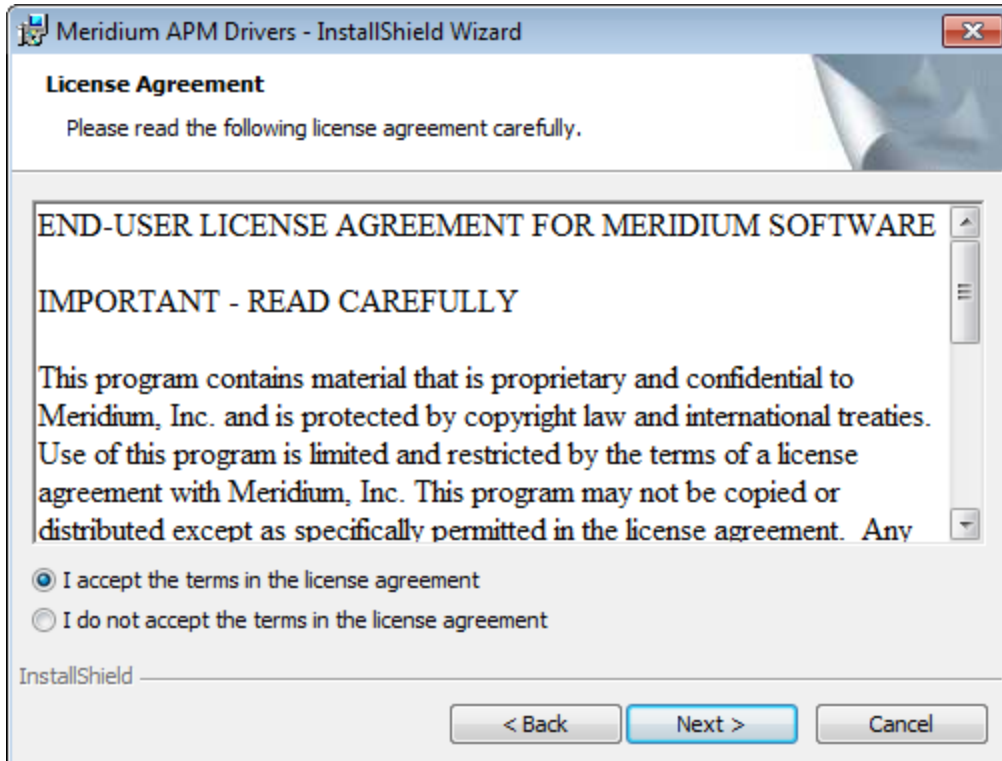 Meridium APM Drivers - InstallShield Wizard
License Agreement
Please read the following license agreement carefully.
END-USER LICENSE AGREEMENT FOR MERIDIUM SOFTWARE
IMPORTANT - READ CAREFULLY
This program contains material that is proprietary and confidential to
Meridium, Inc. and is protected by copyright law and international treaties.
Use of this program is limited and restricted by the terms of a license
agreement with Meridium, Inc. This program may not be copied or
distributed except as specifically permitted in the license agreement.  Any
I accept the terms in the license agreement
I do not accept the terms in the license agreement
InstallShield
< Back
Next >
Cancel